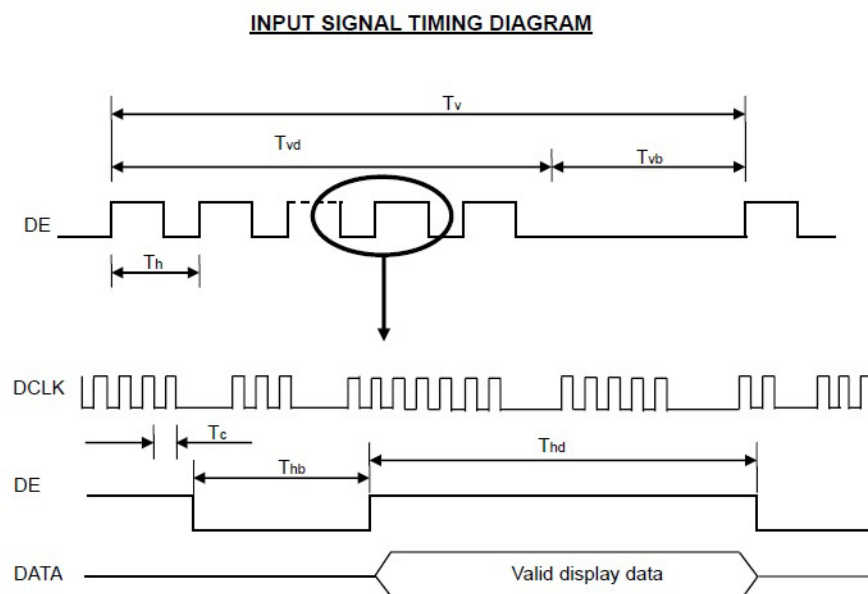 INPUT SIGNAL TIMING DIAGRAM
Tv
Tvd
Tvb
DE
Th
DCLK
Tc
Thb
Thd
DE
DATA
Valid display data